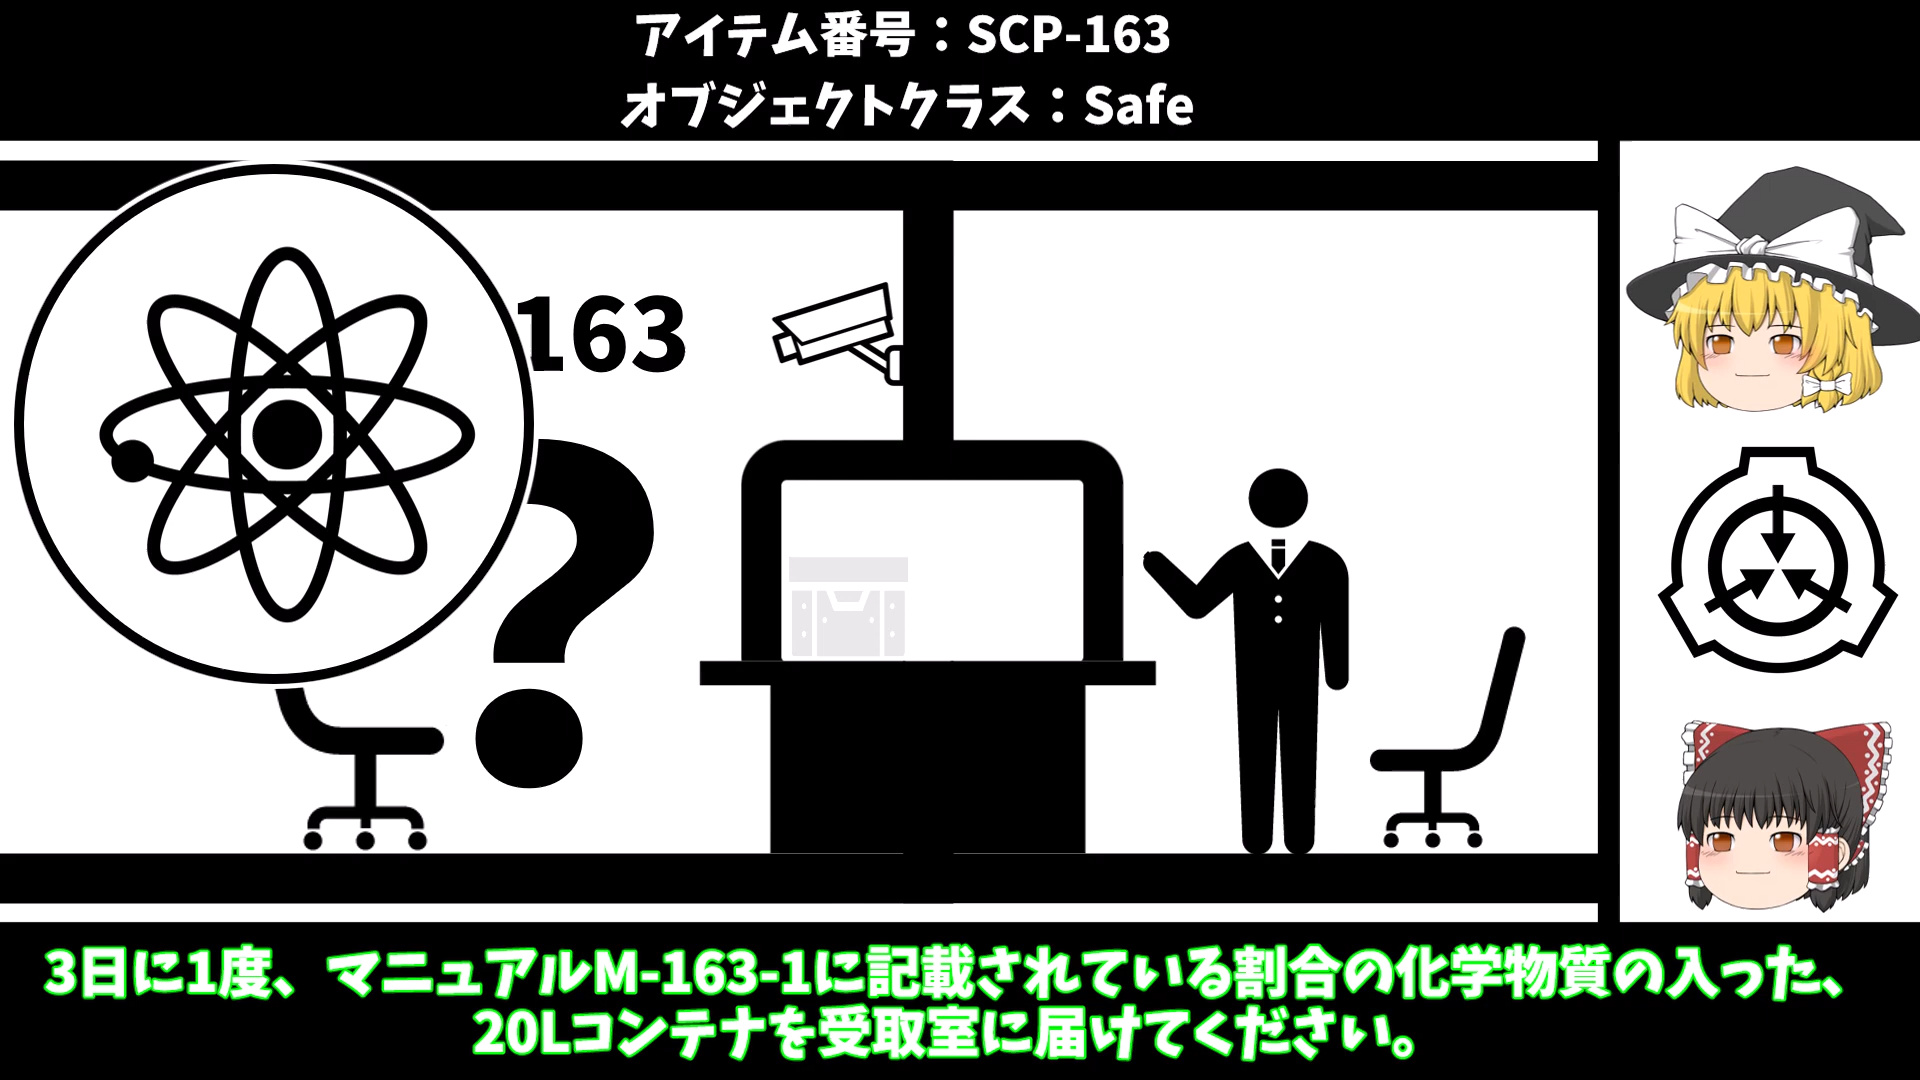 アイテム番号：SCP-163
オブジェクトクラス：Safe
163
?
3日に1度、マニュアルM-163-1に記載されている割合の化学物質の入った、
20Lコンテナを受取室に届けてください。